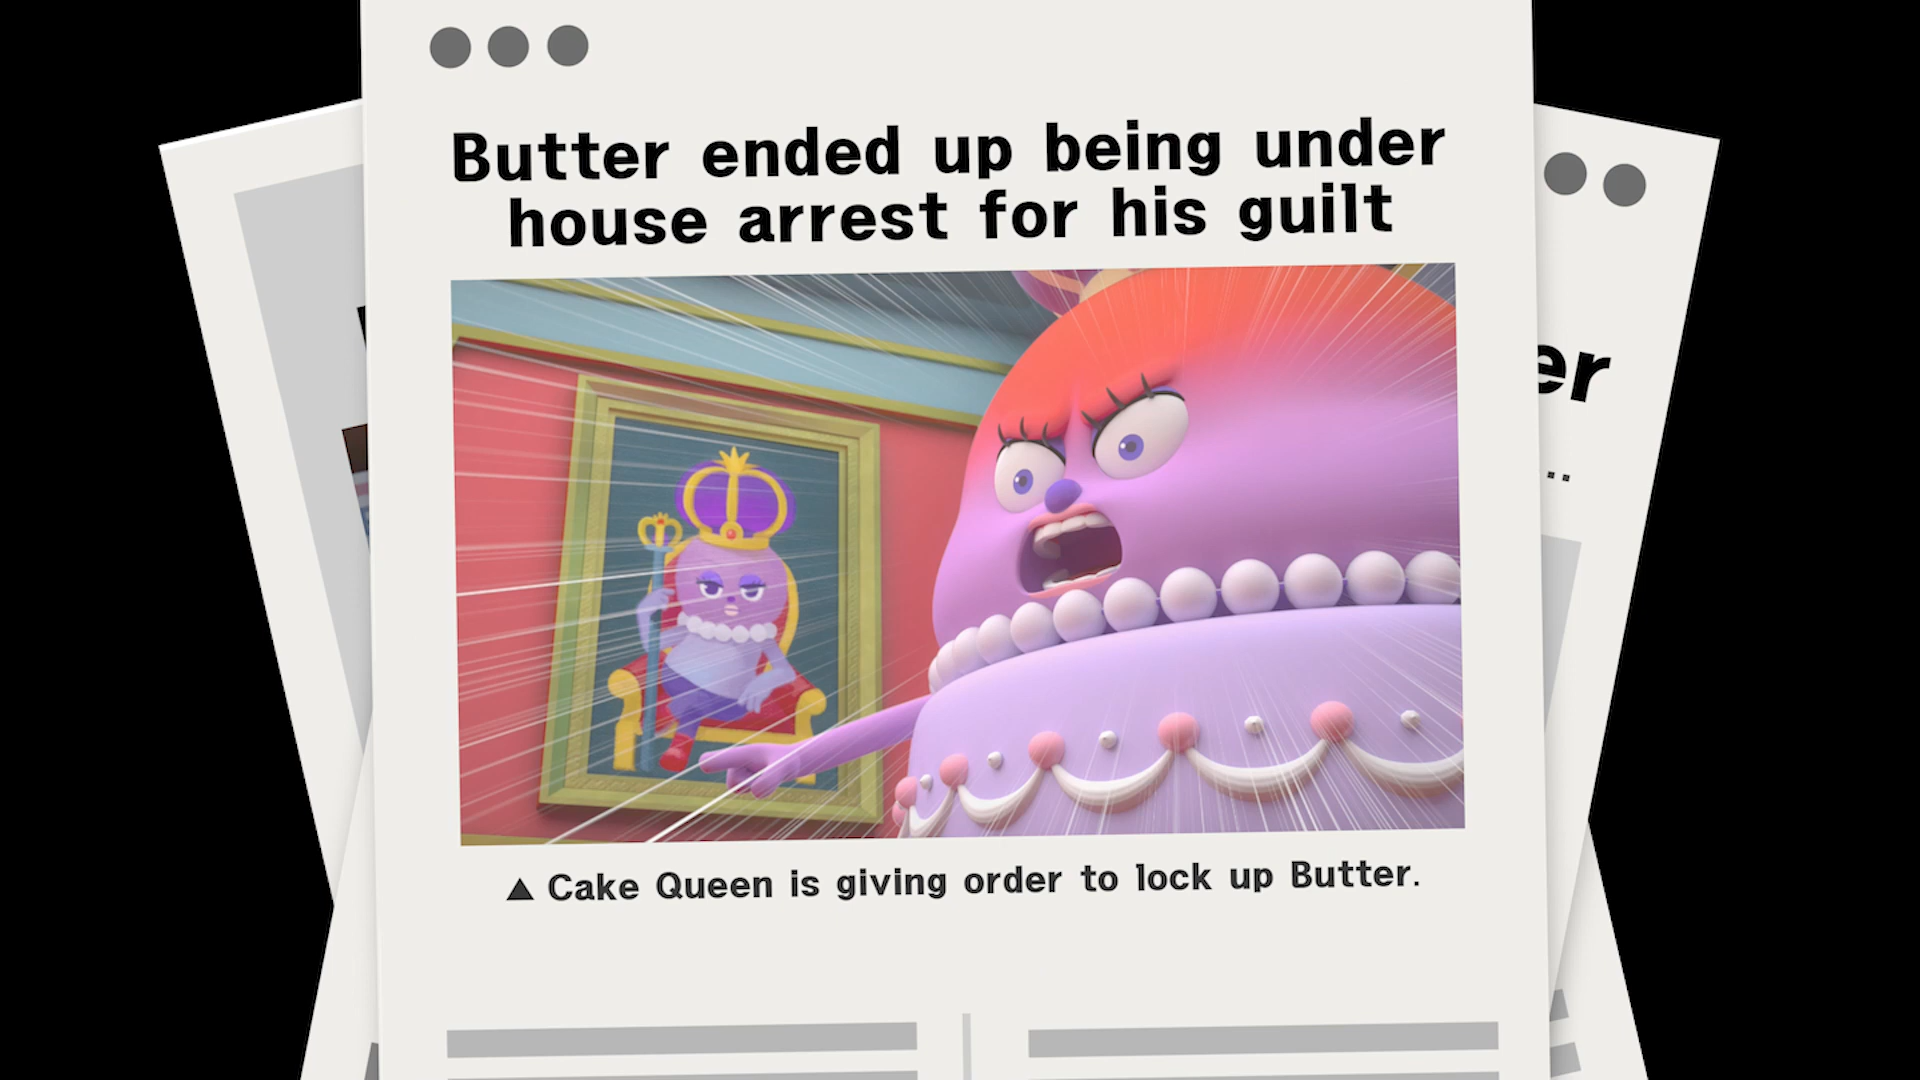 Butter ended up being under
house arrest for his guilt
er
...
▲ Cake Queen is giving order to lock up Butter.